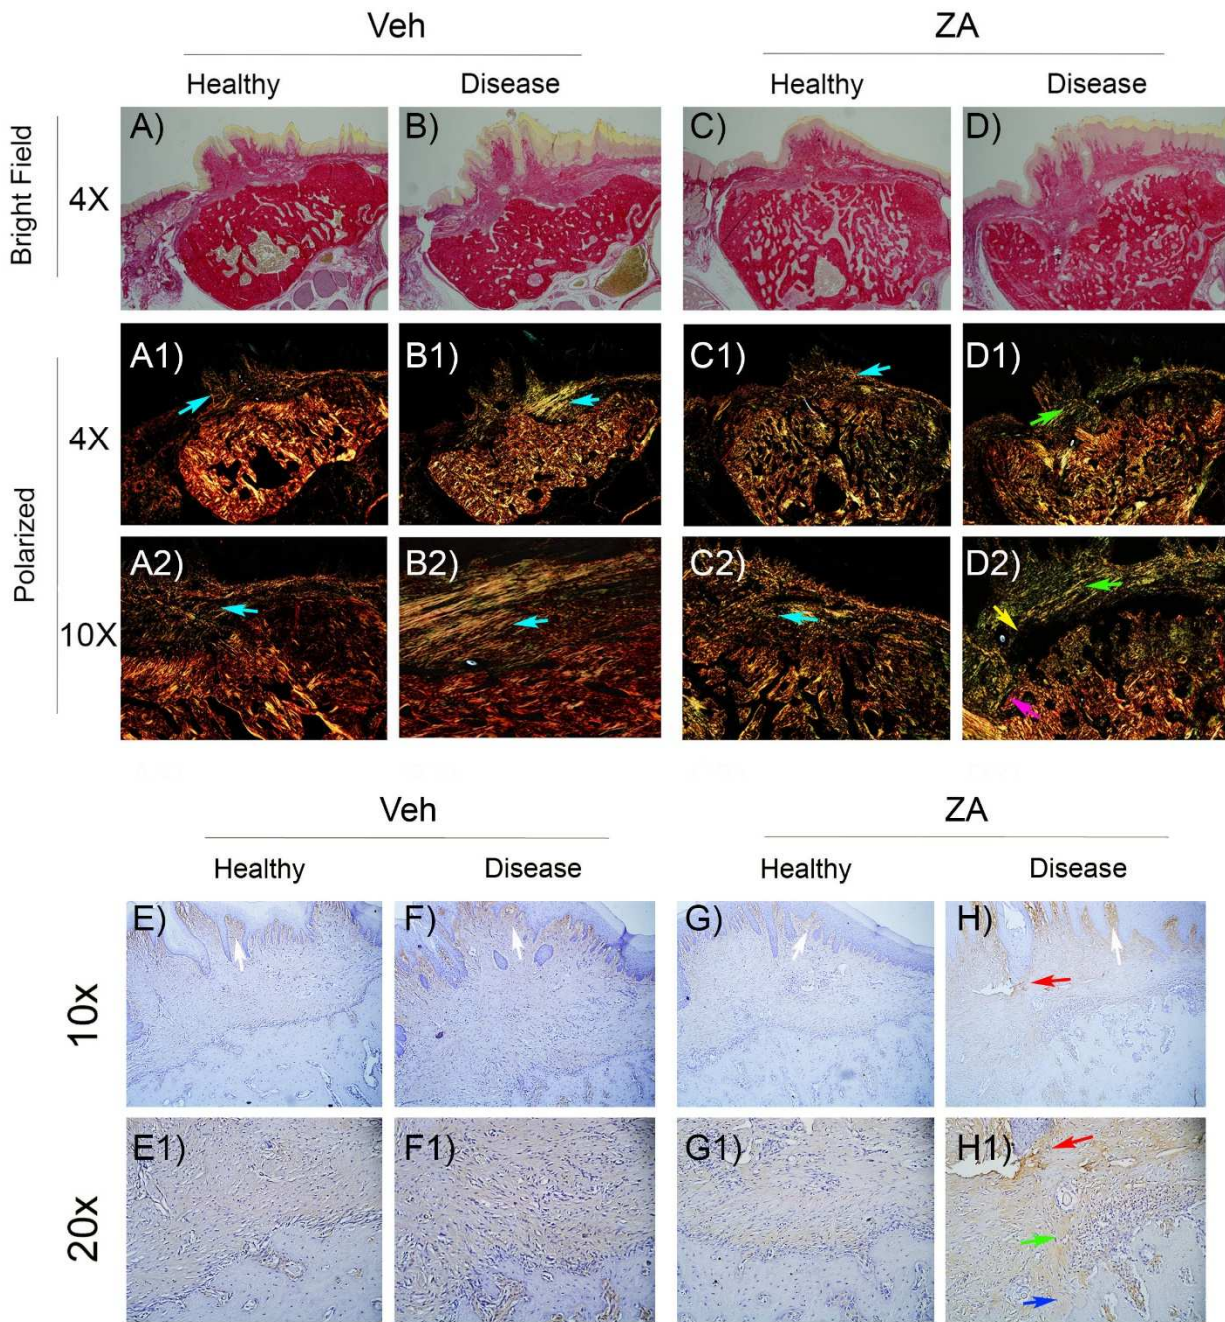 Veh ZA
Healthy Disease Healthy Disease
Bright Field
4X
A) B) C) D)
Polarized
4X
A1) B1) C1) D1)
10X
A2) B2) C2) D2)
Veh ZA
Healthy Disease Healthy Disease
10x
E) F) G) H)
20x
E1) F1) G1) H1)